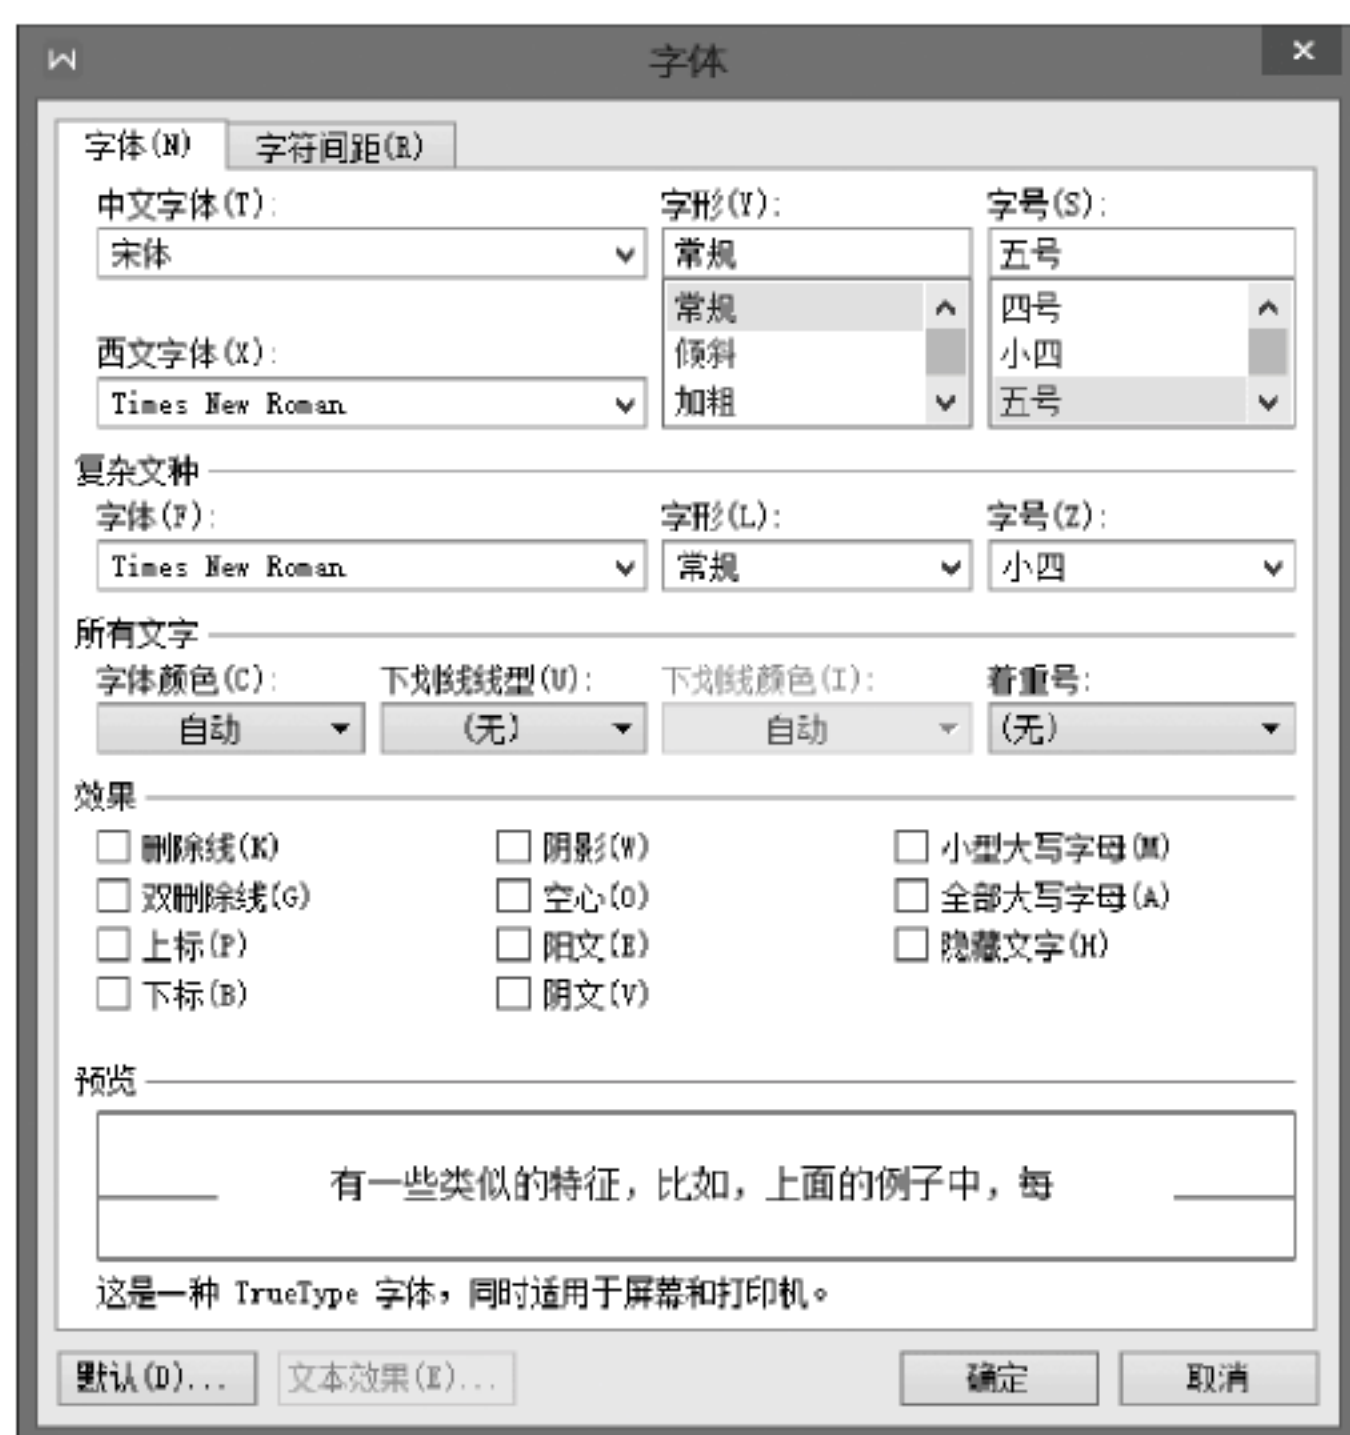 字体
字体(N) 字符间距(R)
中文字体(T): 字形(Y): 字号(S):
宋体 常规 五号
常规 四号
西文字体(X): 倾斜 小四
Times New Roman 加粗 五号
复杂文种
字体(F): 字形(L): 字号(Z):
Times New Roman 常规 小四
所有文字
字体颜色(C): 下划线线型(U): 下划线颜色(I): 着重号:
自动 (无) 自动 (无)
效果
删除线(K) 阴影(W) 小型大写字母(M)
双删除线(G) 空心(O) 全部大写字母(A)
上标(P) 阳文(E) 隐藏文字(H)
下标(B) 阴文(V)
预览
有一些类似的特征，比如，上面的例子中，每
这是一种 TrueType 字体，同时适用于屏幕和打印机。
默认(D)... 文本效果(E)... 确定 取消